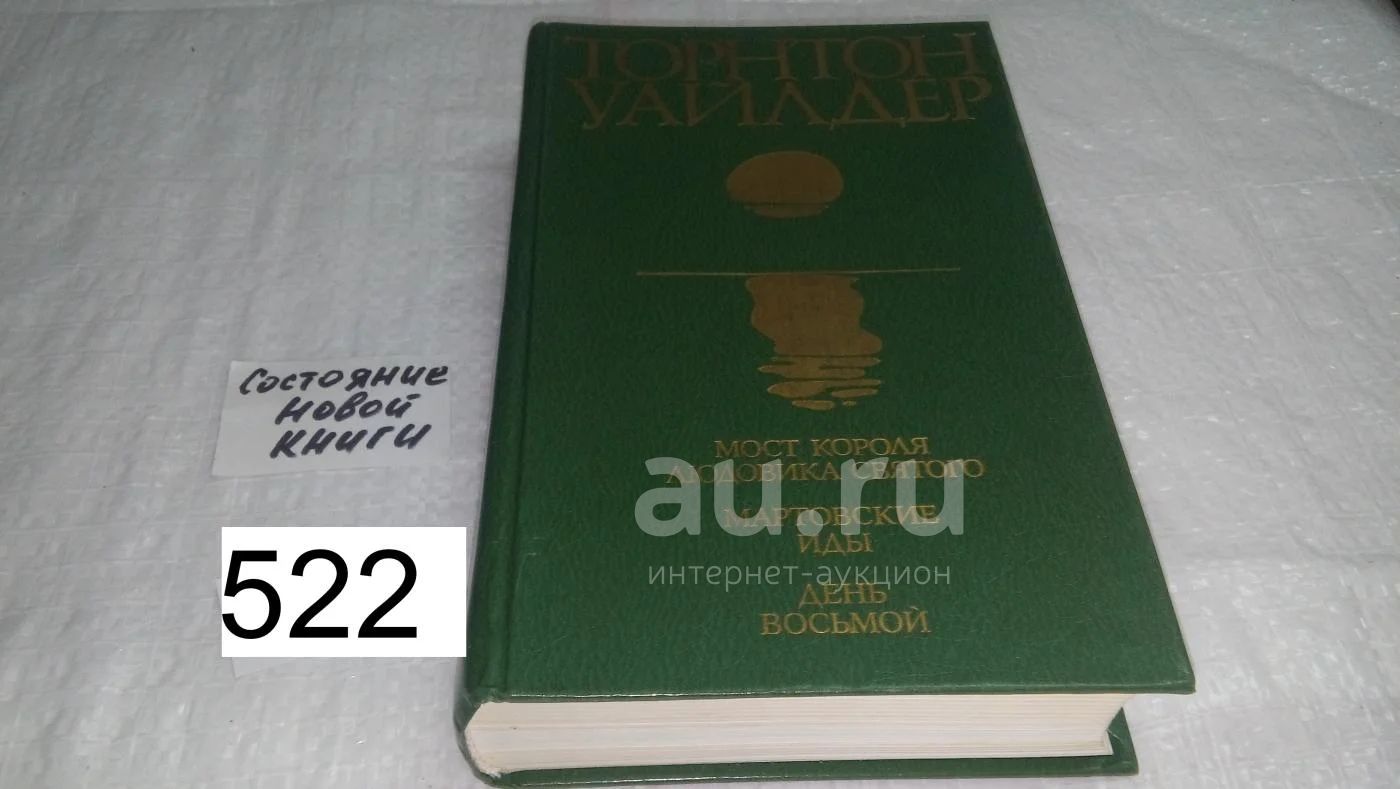 ТОРНТОН
УАЙЛДЕР
МОСТ КОРОЛЯ
ЛЮДОВИКА СВЯТОГО
МАРТОВСКИЕ
ИДЫ
ДЕНЬ
ВОСЬМОЙ
au.ru
интернет-аукцион
Состояние
новой
книги
522